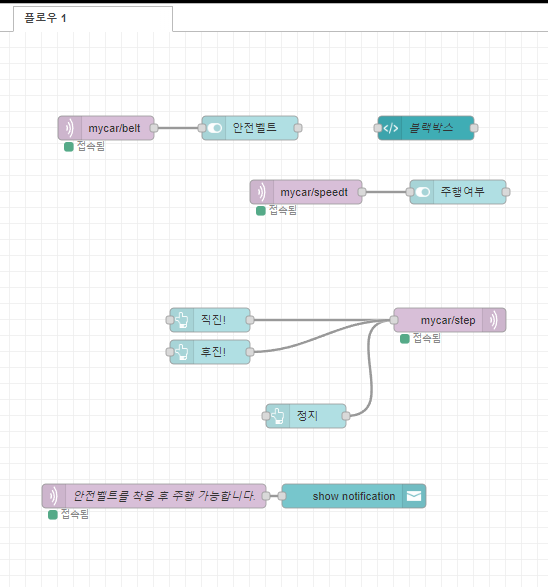 플로우 1
mycar/belt
안전벨트
블랙박스
접속됨
mycar/speedt
주행여부
접속됨
직진!
mycar/step
접속됨
후진!
정지
안전벨트를 착용 후 주행 가능합니다.
show notification
접속됨